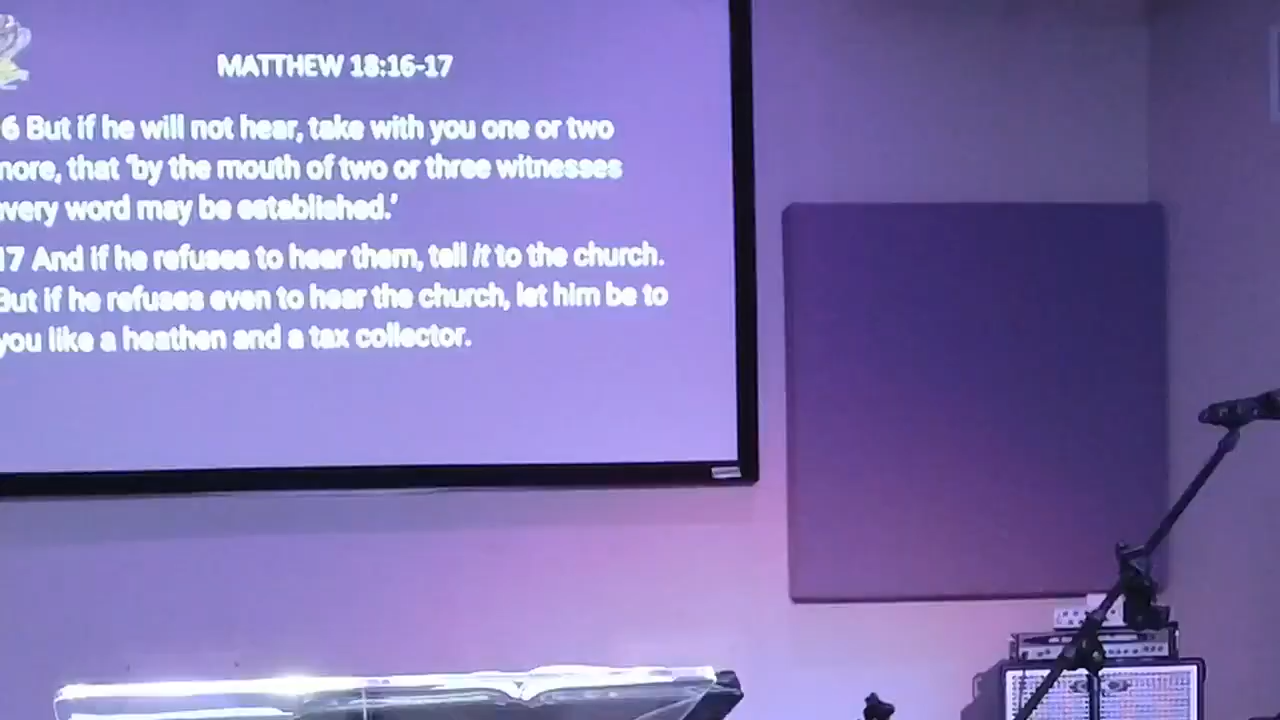 MATTHEW 18:16-17
6 But if he will not hear, take with you one or two
more, that 'by the mouth of two or three witnesses
every word may be established.'
17 And if he refuses to hear them, tell it to the church.
But if he refuses even to hear the church, let him be to
you like a heathen and a tax collector.